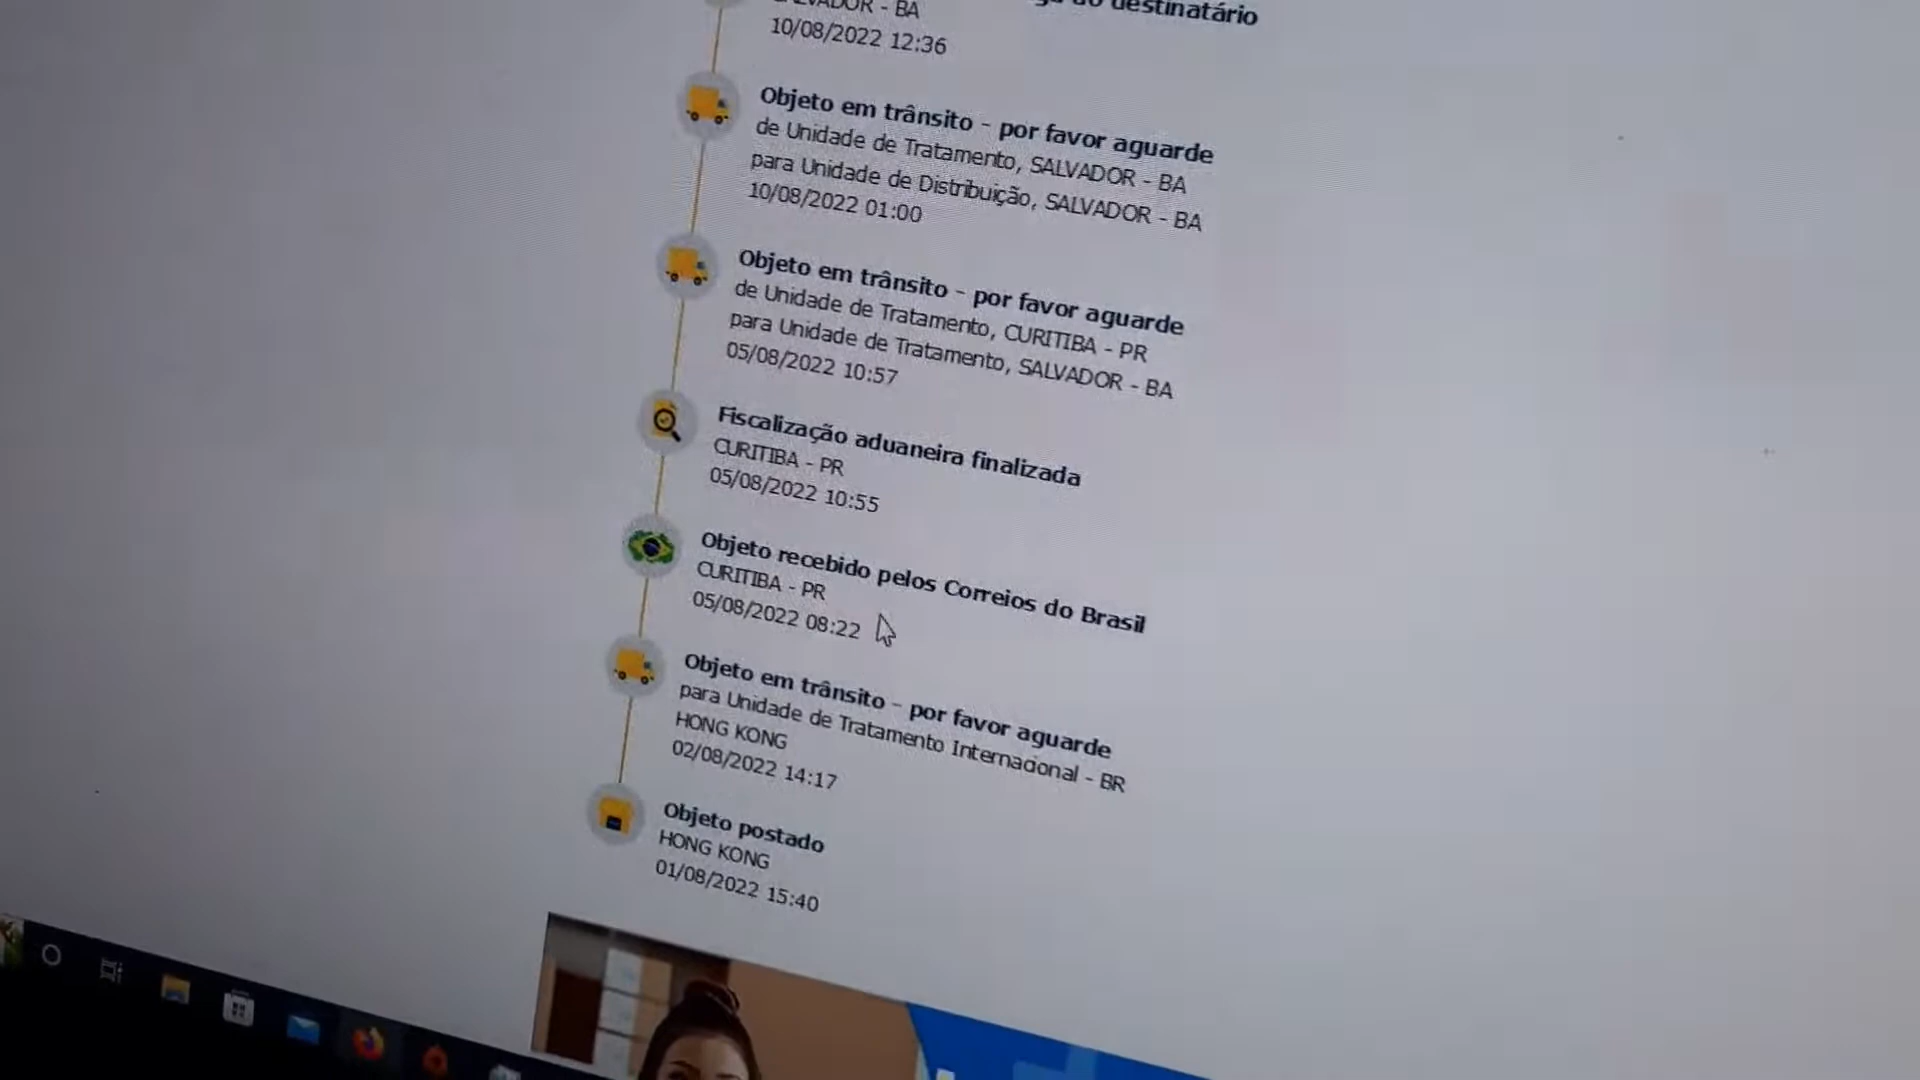 destinatário
SALVADOR - BA
10/08/2022 12:36
Objeto em trânsito - por favor aguarde
de Unidade de Tratamento, SALVADOR - BA
para Unidade de Distribuição, SALVADOR - BA
10/08/2022 01:00
Objeto em trânsito - por favor aguarde
de Unidade de Tratamento, CURITIBA - PR
para Unidade de Tratamento, SALVADOR - BA
05/08/2022 10:57
Fiscalização aduaneira finalizada
CURITIBA - PR
05/08/2022 10:55
Objeto recebido pelos Correios do Brasil
CURITIBA - PR
05/08/2022 08:22
Objeto em trânsito - por favor aguarde
para Unidade de Tratamento Internacional - BR
HONG KONG
02/08/2022 14:17
Objeto postado
HONG KONG
01/08/2022 15:40